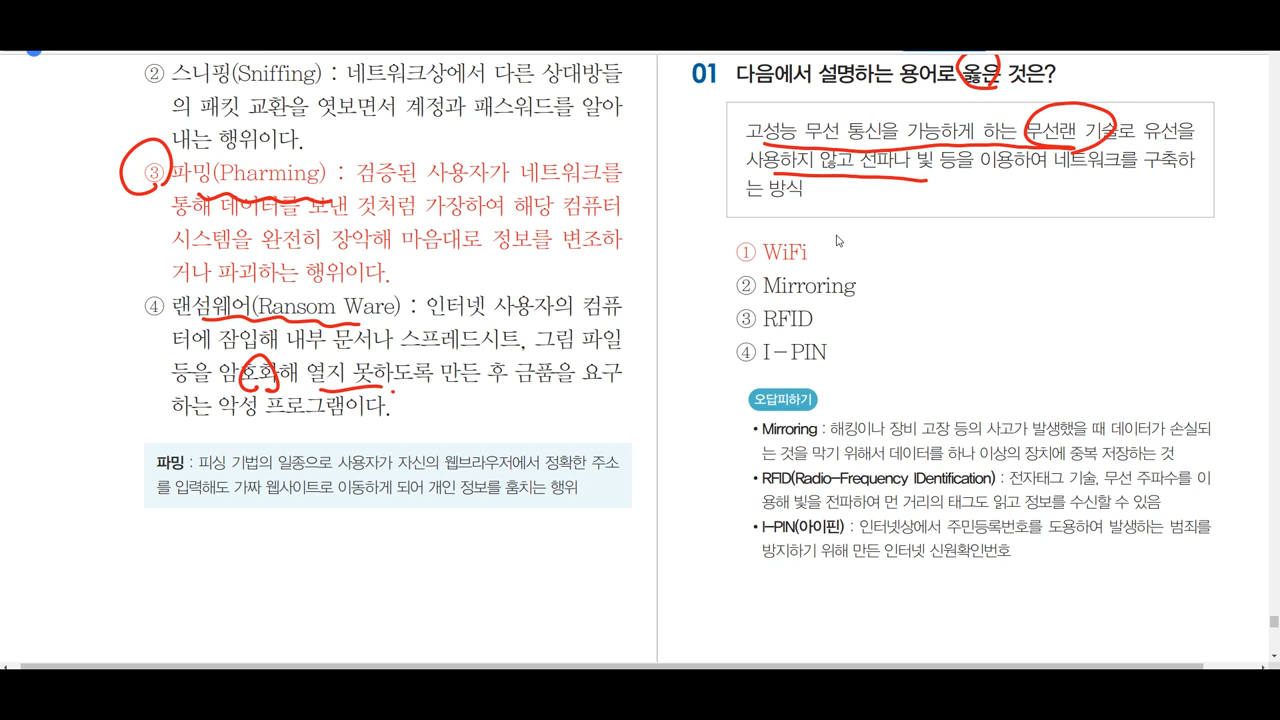 ② 스니핑(Sniffing) : 네트워크상에서 다른 상대방들
의 패킷 교환을 엿보면서 계정과 패스워드를 알아
내는 행위이다.
③ 파밍(Pharming) : 검증된 사용자가 네트워크를
통해 데이터를 보낸 것처럼 가장하여 해당 컴퓨터
시스템을 완전히 장악해 마음대로 정보를 변조하
거나 파괴하는 행위이다.
④ 랜섬웨어(Ransom Ware) : 인터넷 사용자의 컴퓨
터에 잠입해 내부 문서나 스프레드시트, 그림 파일
등을 암호화해 열지 못하도록 만든 후 금품을 요구
하는 악성 프로그램이다.
파밍 : 피싱 기법의 일종으로 사용자가 자신의 웹브라우저에서 정확한 주소
를 입력해도 가짜 웹사이트로 이동하게 되어 개인 정보를 훔치는 행위
01 다음에서 설명하는 용어로 옳은 것은?
고성능 무선 통신을 가능하게 하는 무선랜 기술로 유선을
사용하지 않고 전파나 빛 등을 이용하여 네트워크를 구축하
는 방식
① WiFi
② Mirroring
③ RFID
④ I-PIN
오답피하기
• Mirroring : 해킹이나 장비 고장 등의 사고가 발생했을 때 데이터가 손실되
는 것을 막기 위해서 데이터를 하나 이상의 장치에 중복 저장하는 것
• RFID(Radio-Frequency IDentification) : 전자태그 기술, 무선 주파수를 이
용해 빛을 전파하여 먼 거리의 태그도 읽고 정보를 수신할 수 있음
• I-PIN(아이핀) : 인터넷상에서 주민등록번호를 도용하여 발생하는 범죄를
방지하기 위해 만든 인터넷 신원확인번호